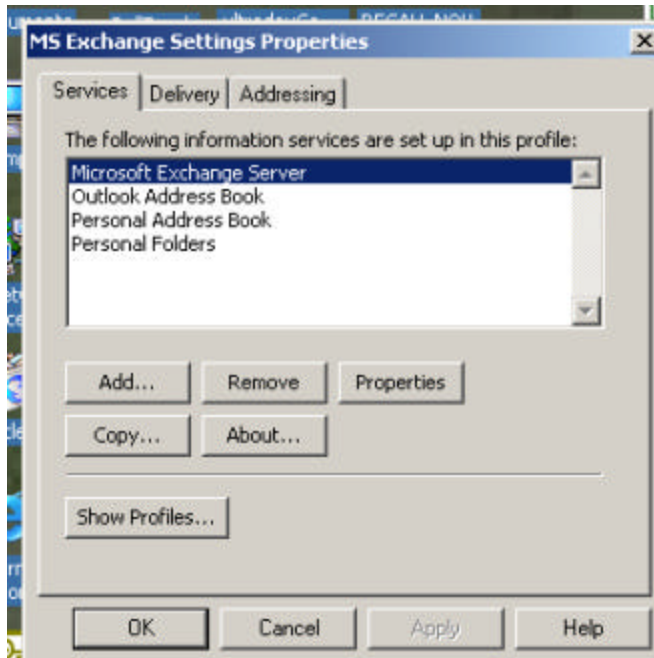 RECALL NOW
MS Exchange Settings Properties
Services Delivery Addressing
The following information services are set up in this profile:
Microsoft Exchange Server
Outlook Address Book
Personal Address Book
Personal Folders
Add... Remove Properties
Copy... About...
Show Profiles...
OK Cancel Apply Help